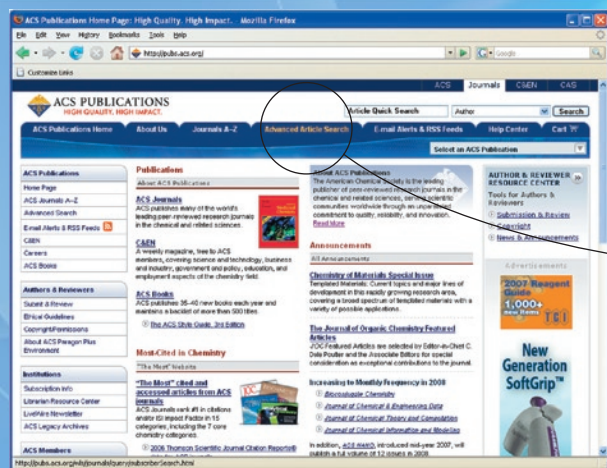 ACS Publications Home Page: High Quality. High Impact. - Mozilla Firefox
File Edit View History Bookmarks Tools Help
http://pubs.acs.org/
Google
Customize Links
ACS Journals C&EN CAS
ACS PUBLICATIONS
HIGH QUALITY. HIGH IMPACT.
Article Quick Search Author Search
ACS Publications Home About Us Journals A-Z Advanced Article Search E-mail Alerts & RSS Feeds Help Center Cart
Select an ACS Publication
ACS Publications
Home Page
ACS Journals A-Z
Advanced Search
E-mail Alerts & RSS Feeds
C&EN
Careers
ACS Books
Authors & Reviewers
Submit & Review
Ethical Guidelines
Copyright/Permissions
About ACS Paragon Plus
Environment
Institutions
Subscription Info
Librarian Resource Center
LiveWire Newsletter
ACS Legacy Archives
ACS Members
Publications
About ACS Publications
ACS Journals
ACS publishes many of the world's
leading peer-reviewed research journals
in the chemical and related sciences.
C&EN
A weekly magazine, free to ACS
members, covering science and technology, business
and industry, government and policy, education, and
employment aspects of the chemistry field.
ACS Books
ACS publishes 35-40 new books each year and
maintains a backlist of more than 500 titles.
The ACS Style Guide, 3rd Edition
Most-Cited in Chemistry
"The Most" Website
"The Most" cited and
accessed articles from ACS
journals
ACS Journals rank #1 in citations
and/or ISI Impact Factor in 15
categories, including the 7 core
chemistry categories.
2006 Thomson Scientific Journal Citation Reports®
About ACS Publications
The American Chemical Society is the leading
publisher of peer-reviewed research journals in the
chemical and related sciences, serving scientific
communities worldwide through an unparalleled
commitment to quality, reliability, and innovation.
Read More
Announcements
All Announcements
Chemistry of Materials Special Issue
Templated Materials: Current topics and major lines of
development in this rapidly growing research area,
covering a broad spectrum of templated materials with a
variety of possible applications.
The Journal of Organic Chemistry Featured
Articles
JOC Featured Articles are selected by Editor-in-Chief C.
Dale Poulter and the Associate Editors for special
consideration as exceptional contributions to the journal.
Increasing to Monthly Frequency in 2008
Bioconjugate Chemistry
Journal of Chemical & Engineering Data
Journal of Chemical Theory and Computation
Journal of Chemical Information and Modeling
In addition, ACS NANO, introduced mid-year 2007, will
publish a full volume of 12 issues in 2008.
AUTHOR & REVIEWER
RESOURCE CENTER
Tools for Authors &
Reviewers
Submission & Review
Copyright
News & Announcements
Advertisements
2007 Reagent
Guide
1,000+
new items
TCI
New
Generation
SoftGrip™
http://pubs.acs.org/wls/journals/query/subscriberSearch.html